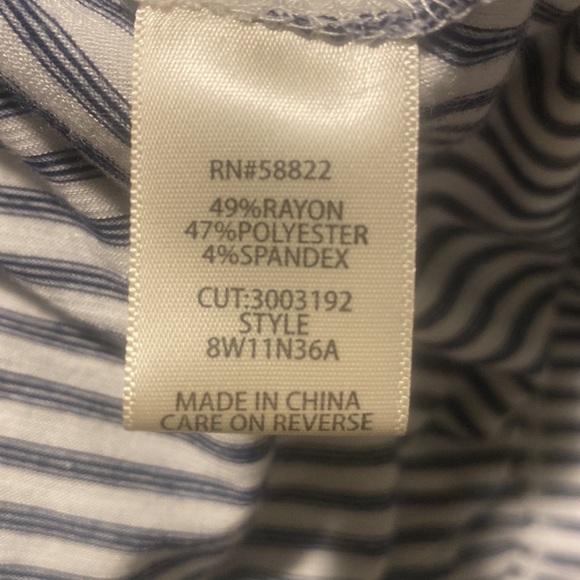 RN#58822
49%RAYON
47%POLYESTER
4%SPANDEX
CUT:3003192
STYLE
8W11N36A
MADE IN CHINA
CARE ON REVERSE